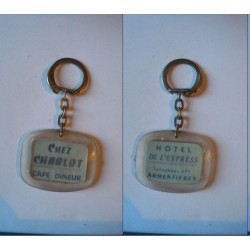 CHEZ
CHARLOT
CAFE DINEUR
HOTEL
DE L'EXPRESS
ARMENTIERES